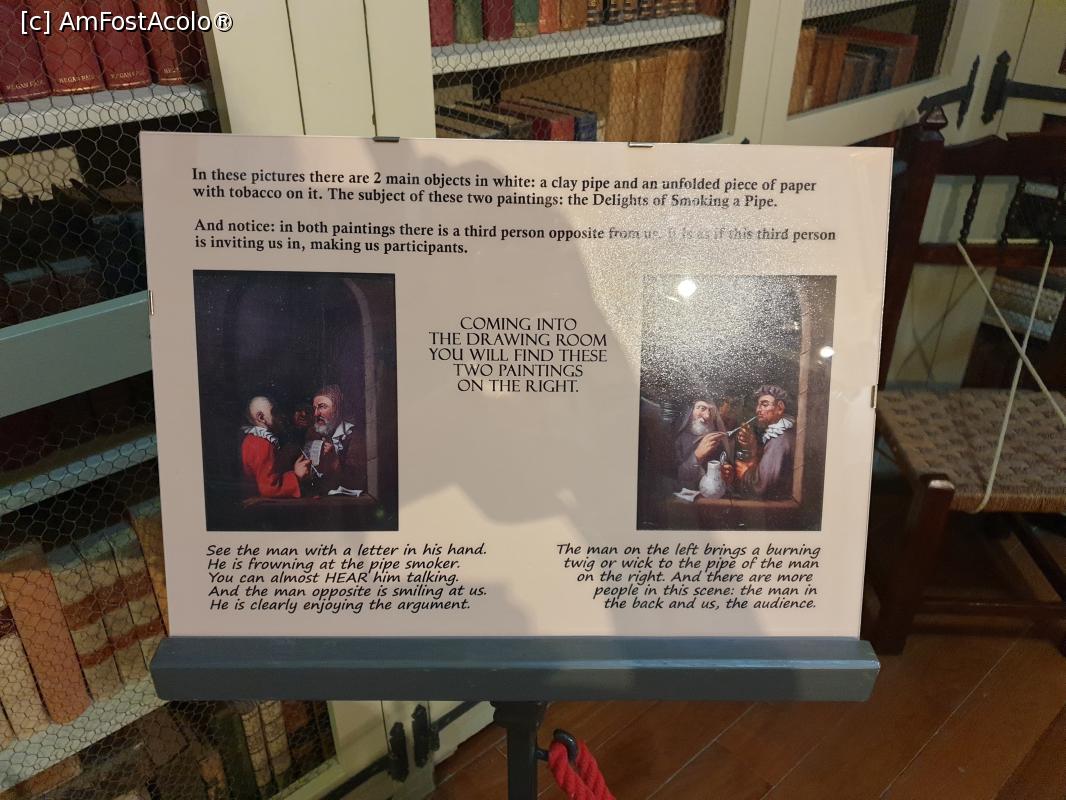 [c] AmFostAcolo®
KEGAN PAUL
KEGAN PAUL
KEGAN PAUL
In these pictures there are 2 main objects in white: a clay pipe and an unfolded piece of paper
with tobacco on it. The subject of these two paintings: the Delights of Smoking a Pipe.
And notice: in both paintings there is a third person opposite from us. It is as if this third person
is inviting us in, making us participants.
COMING INTO
THE DRAWING ROOM
YOU WILL FIND THESE
TWO PAINTINGS
ON THE RIGHT.
See the man with a letter in his hand.
He is frowning at the pipe smoker.
You can almost HEAR him talking.
And the man opposite is smiling at us.
He is clearly enjoying the argument.
The man on the left brings a burning
twig or wick to the pipe of the man
on the right. And there are more
people in this scene: the man in
the back and us, the audience.